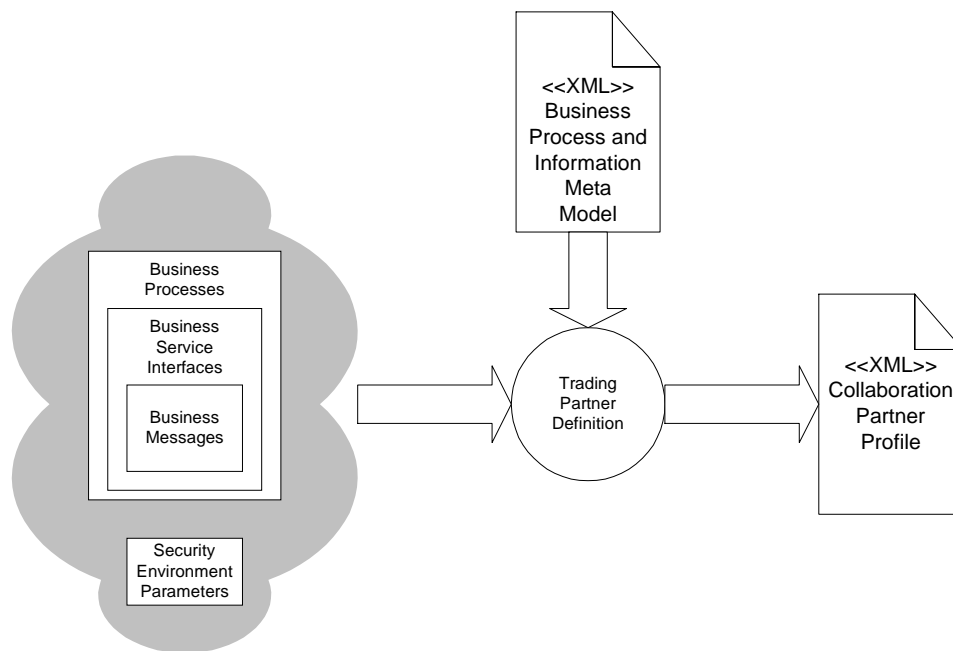 <<XML>>
Business
Process and
Information
Meta
Model
Business
Processes
Business
Service
Interfaces
Business
Messages
Security
Environment
Parameters
Trading
Partner
Definition
<<XML>>
Collaboration
Partner
Profile